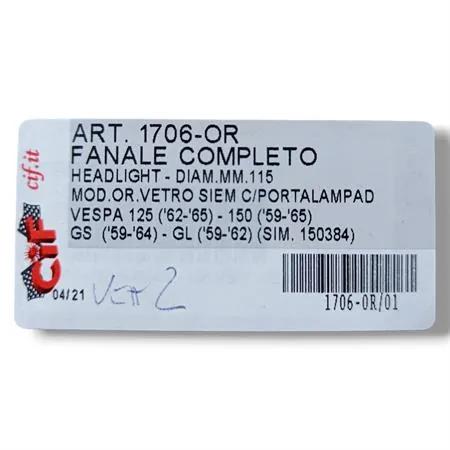 ART. 1706-OR
FANALE COMPLETO
HEADLIGHT - DIAM.MM.115
MOD.OR.VETRO SIEM C/PORTALAMPAD
VESPA 125 ('62-'65) - 150 ('59-'65)
GS ('59-'64) - GL ('59-'62) (SIM. 150384)
cif.it
CiF
04/21
1706-OR/01